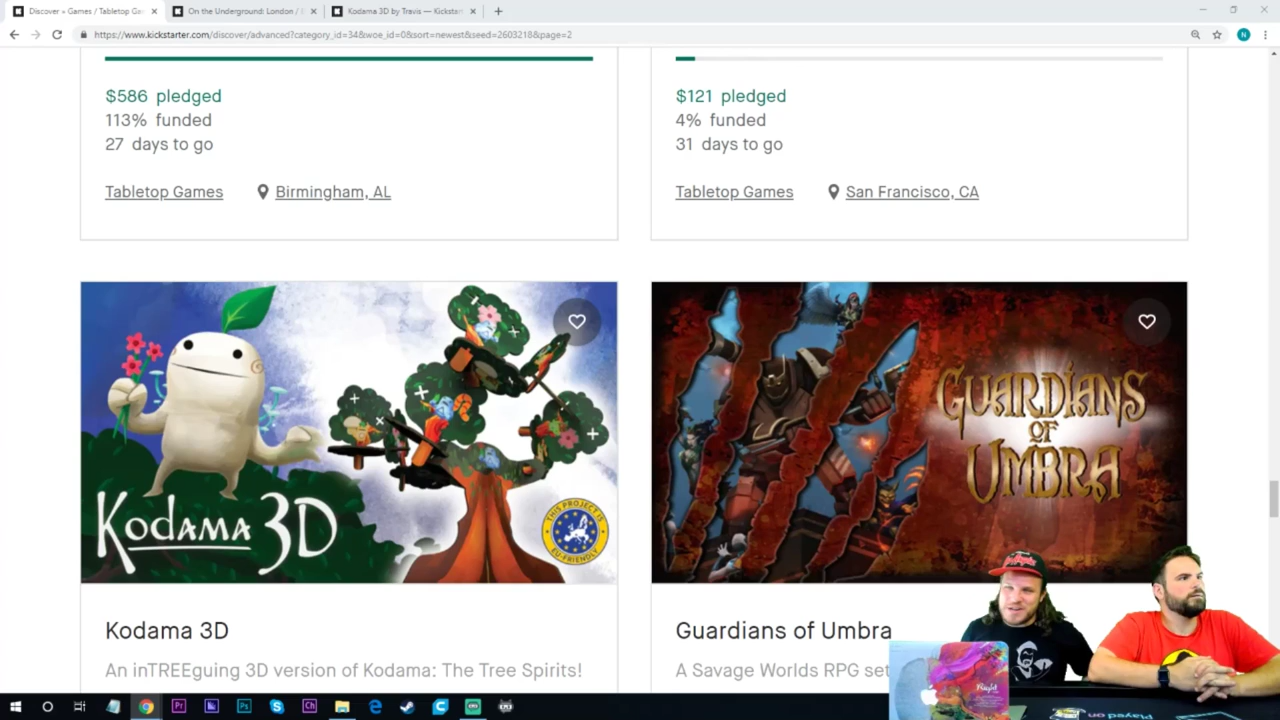 Discover » Games / Tabletop Gam
On the Underground: London / B
Kodama 3D by Travis — Kickstart
https://www.kickstarter.com/discover/advanced?category_id=34&woe_id=0&sort=newest&seed=2603218&page=2
N
$586 pledged
113% funded
27 days to go
Tabletop Games
Birmingham, AL
$121 pledged
4% funded
31 days to go
Tabletop Games
San Francisco, CA
KODAMA 3D
THIS PROJECT IS
EU-FRIENDLY
GUARDIANS
OF
UMBRA
Kodama 3D
An inTREEguing 3D version of Kodama: The Tree Spirits!
Guardians of Umbra
A Savage Worlds RPG set
Pr
Ps
Ch